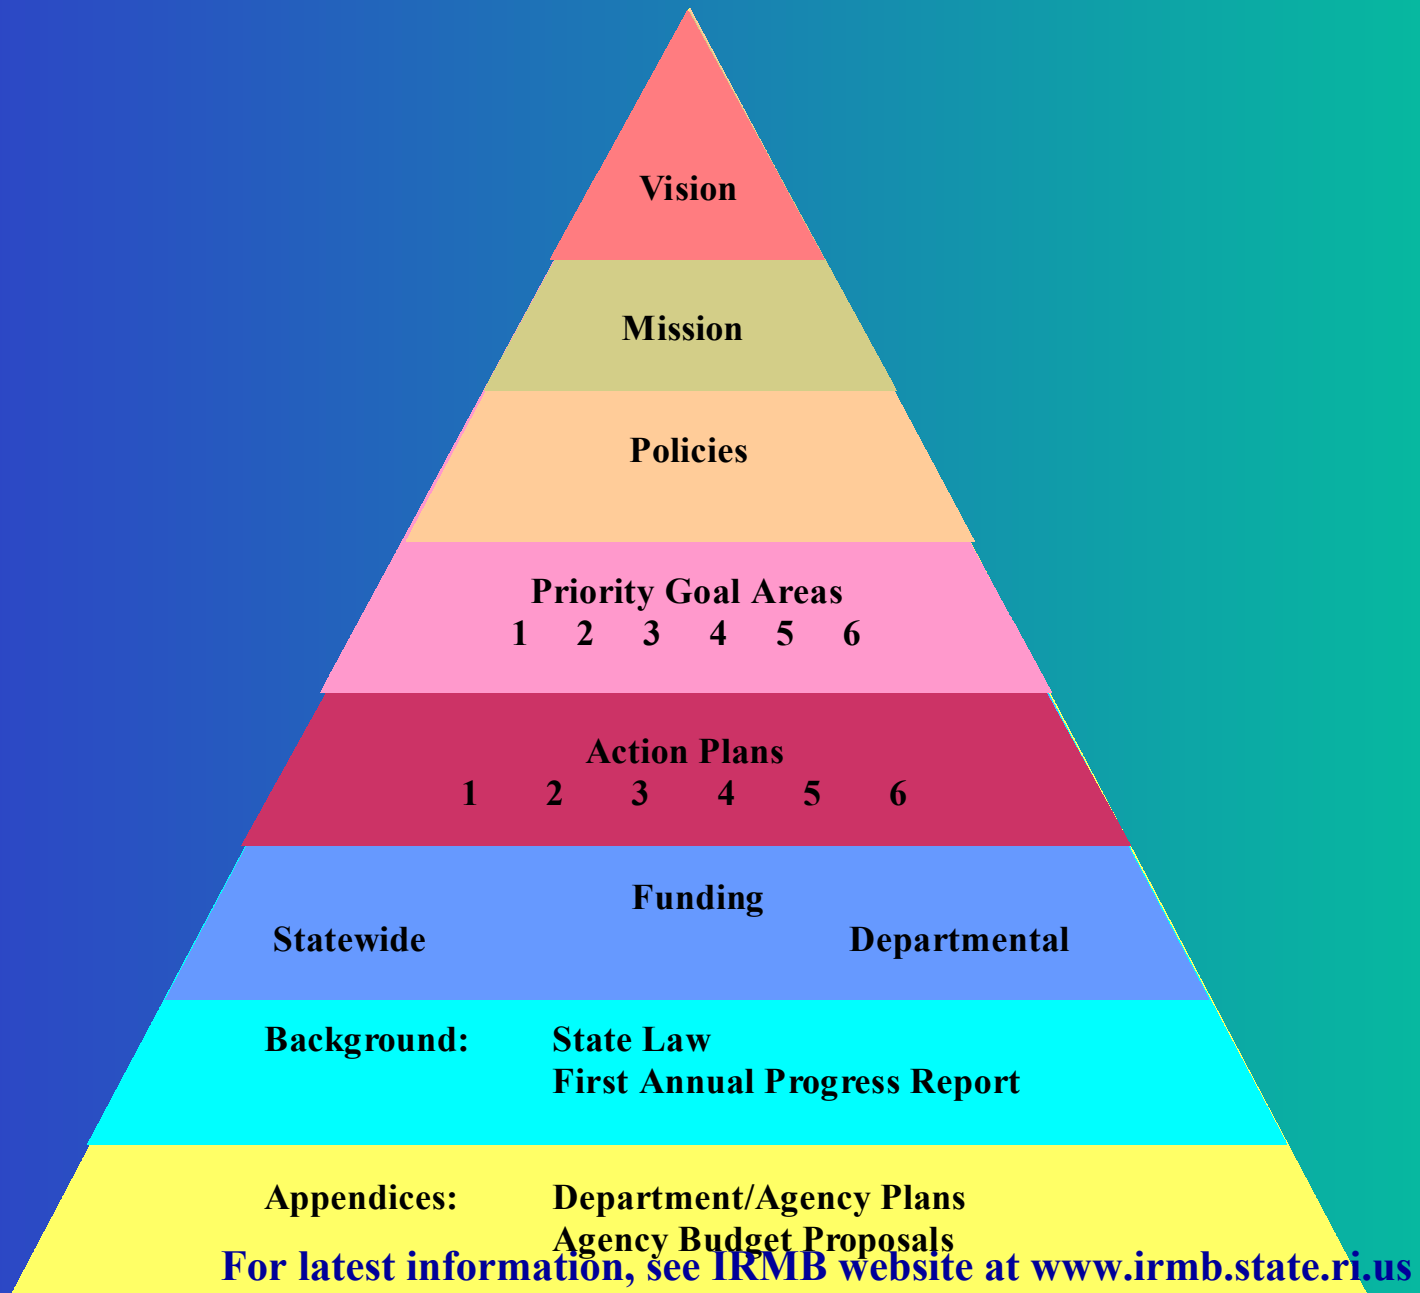 Vision
Mission
Policies
Priority Goal Areas
1 2 3 4 5 6
Action Plans
1 2 3 4 5 6
Funding
Statewide Departmental
Background: State Law
First Annual Progress Report
Appendices: Department/Agency Plans
Agency Budget Proposals
For latest information, see IRMB website at www.irmb.state.ri.us